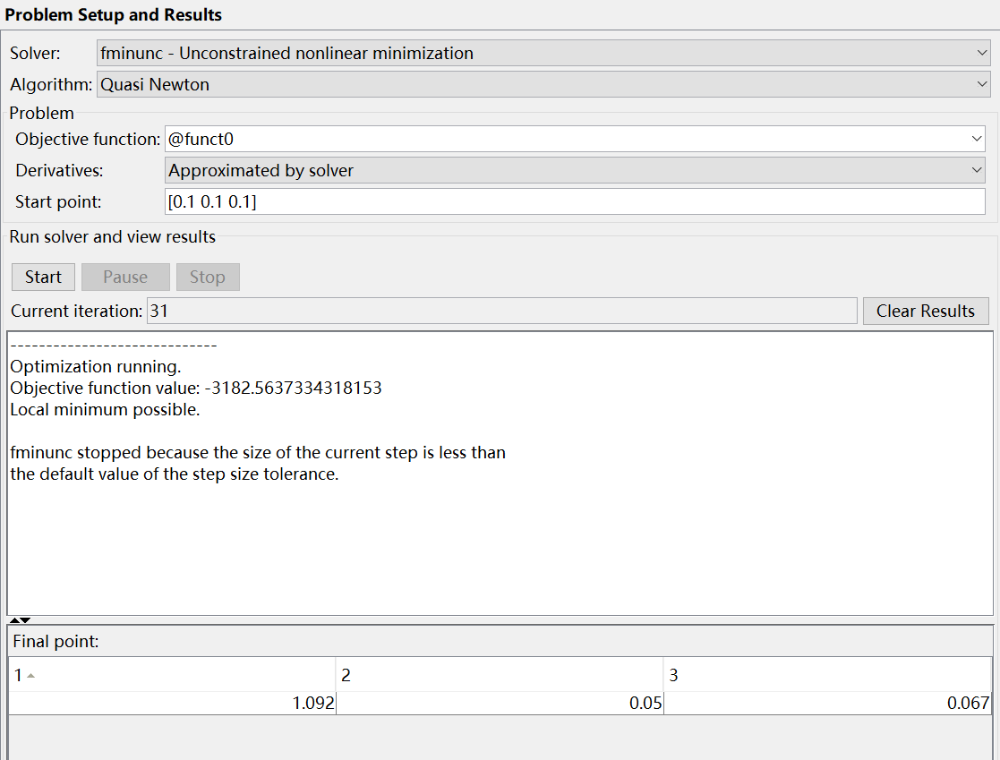 Problem Setup and Results
Solver: fminunc - Unconstrained nonlinear minimization
Algorithm: Quasi Newton
Problem
Objective function: @funct0
Derivatives: Approximated by solver
Start point: [0.1 0.1 0.1]
Run solver and view results
Start Pause Stop
Current iteration: 31 Clear Results
-----------------------------
Optimization running.
Objective function value: -3182.5637334318153
Local minimum possible.
fminunc stopped because the size of the current step is less than
the default value of the step size tolerance.
Final point:
1 2 3
1.092 0.05 0.067